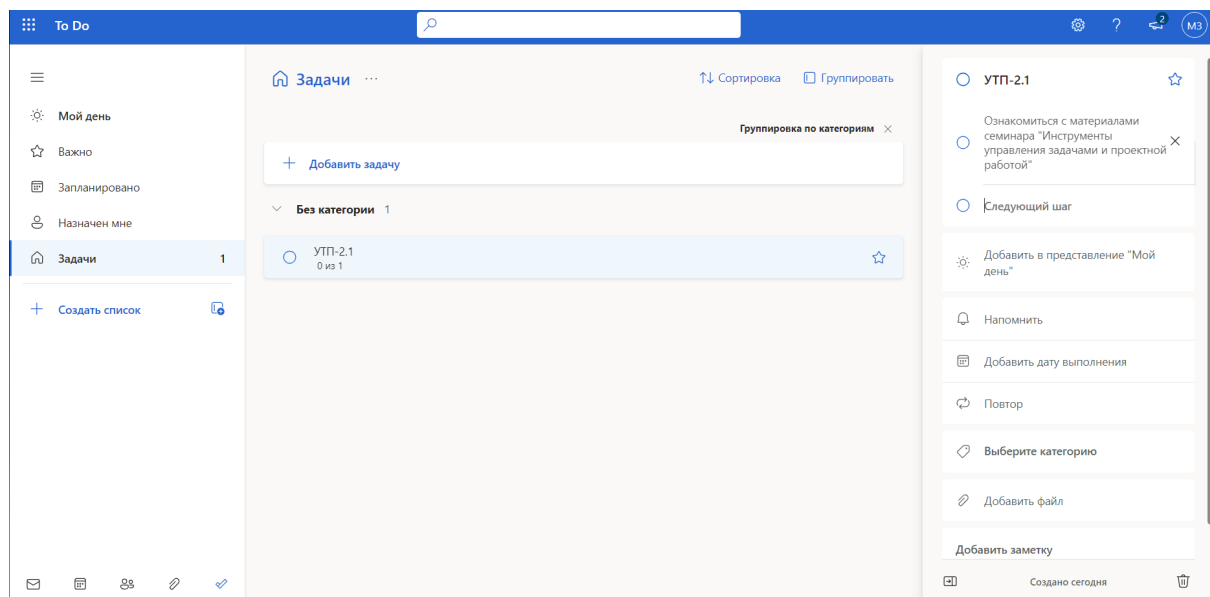 To Do
?
2
МЗ
Мой день
Важно
Запланировано
Назначен мне
Задачи 1
Создать список
Задачи ...
Сортировка
Группировать
Группировка по категориям
Добавить задачу
Без категории 1
УТП-2.1
0 из 1
УТП-2.1
Ознакомиться с материалами
семинара "Инструменты
управления задачами и проектной
работой"
Следующий шаг
Добавить в представление "Мой
день"
Напомнить
Добавить дату выполнения
Повтор
Выберите категорию
Добавить файл
Добавить заметку
Создано сегодня